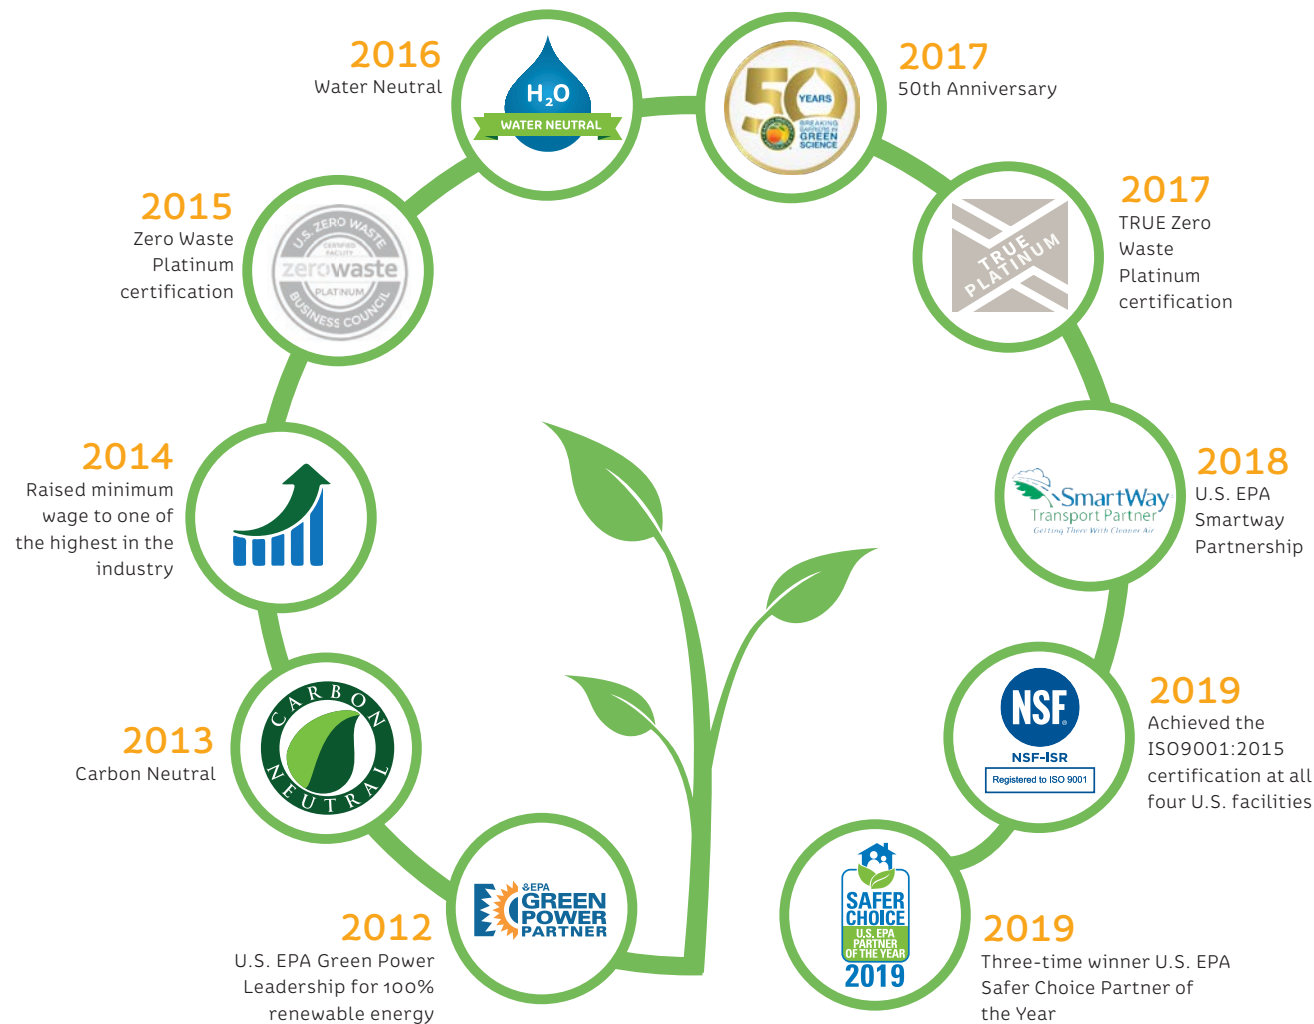 2016
Water Neutral
H₂O
WATER NEUTRAL
50
YEARS
BREAKING
BARRIERS IN
GREEN
SCIENCE
2017
50th Anniversary
2015
Zero Waste
Platinum
certification
U.S. ZERO WASTE
CERTIFIED
FACILITY
zerowaste
PLATINUM
BUSINESS COUNCIL
TRUE
PLATINUM
2017
TRUE Zero
Waste
Platinum
certification
2014
Raised minimum
wage to one of
the highest in the
industry
SmartWay
Transport Partner
Getting There With Cleaner Air
2018
U.S. EPA
Smartway
Partnership
2013
Carbon Neutral
CARBON
NEUTRAL
NSF®
NSF-ISR
Registered to ISO 9001
2019
Achieved the
ISO9001:2015
certification at all
four U.S. facilities
2012
U.S. EPA Green Power
Leadership for 100%
renewable energy
&EPA
GREEN
POWER
PARTNER
SAFER
CHOICE
U.S. EPA
PARTNER
OF THE YEAR
2019
2019
Three-time winner U.S. EPA
Safer Choice Partner of
the Year